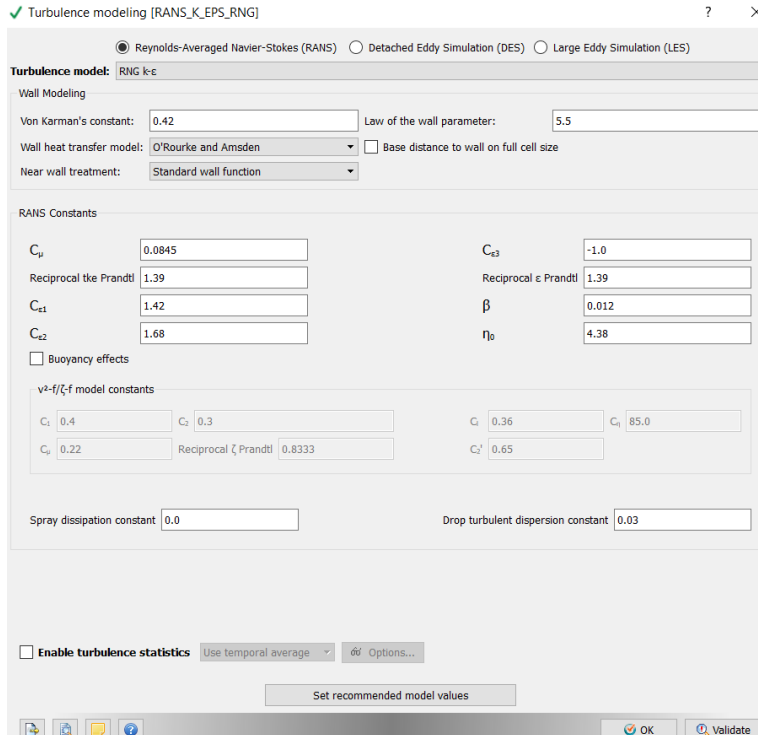 Turbulence modeling [RANS_K_EPS_RNG] ?
Reynolds-Averaged Navier-Stokes (RANS) Detached Eddy Simulation (DES) Large Eddy Simulation (LES)
Turbulence model: RNG k-ε
Wall Modeling
Von Karman's constant: 0.42 Law of the wall parameter: 5.5
Wall heat transfer model: O'Rourke and Amsden Base distance to wall on full cell size
Near wall treatment: Standard wall function
RANS Constants
Cμ 0.0845 Cε3 -1.0
Reciprocal tke Prandtl 1.39 Reciprocal ε Prandtl 1.39
Cε1 1.42 β 0.012
Cε2 1.68 η₀ 4.38
Buoyancy effects
v²-f/ζ-f model constants
C₁ 0.4 C₂ 0.3 Cₗ 0.36 Cη 85.0
Cμ 0.22 Reciprocal ζ Prandtl 0.8333 C₂' 0.65
Spray dissipation constant 0.0 Drop turbulent dispersion constant 0.03
Enable turbulence statistics Use temporal average Options...
Set recommended model values
OK Validate